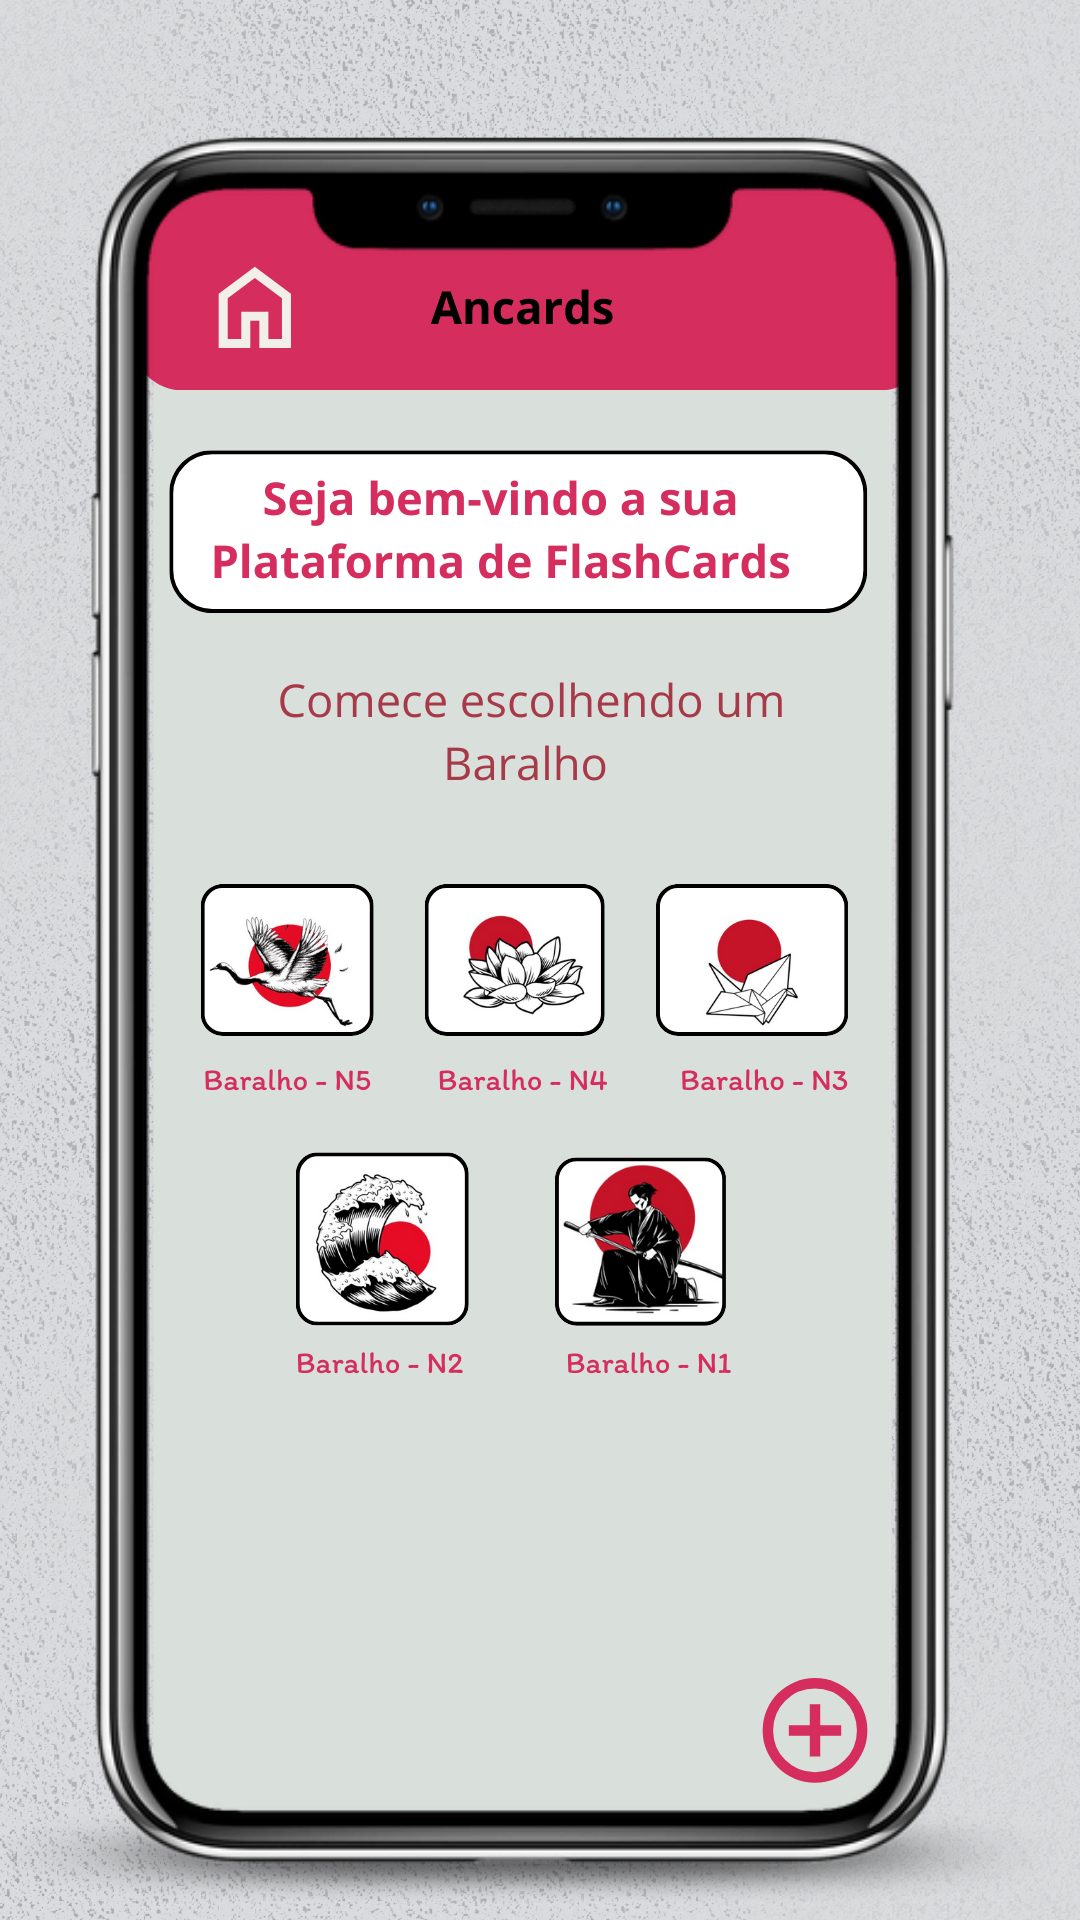 Ancards
Seja bem-vindo a sua
Plataforma de FlashCards
Comece escolhendo um
Baralho
Baralho - N5
Baralho - N4
Baralho - N3
Baralho - N2
Baralho - N1